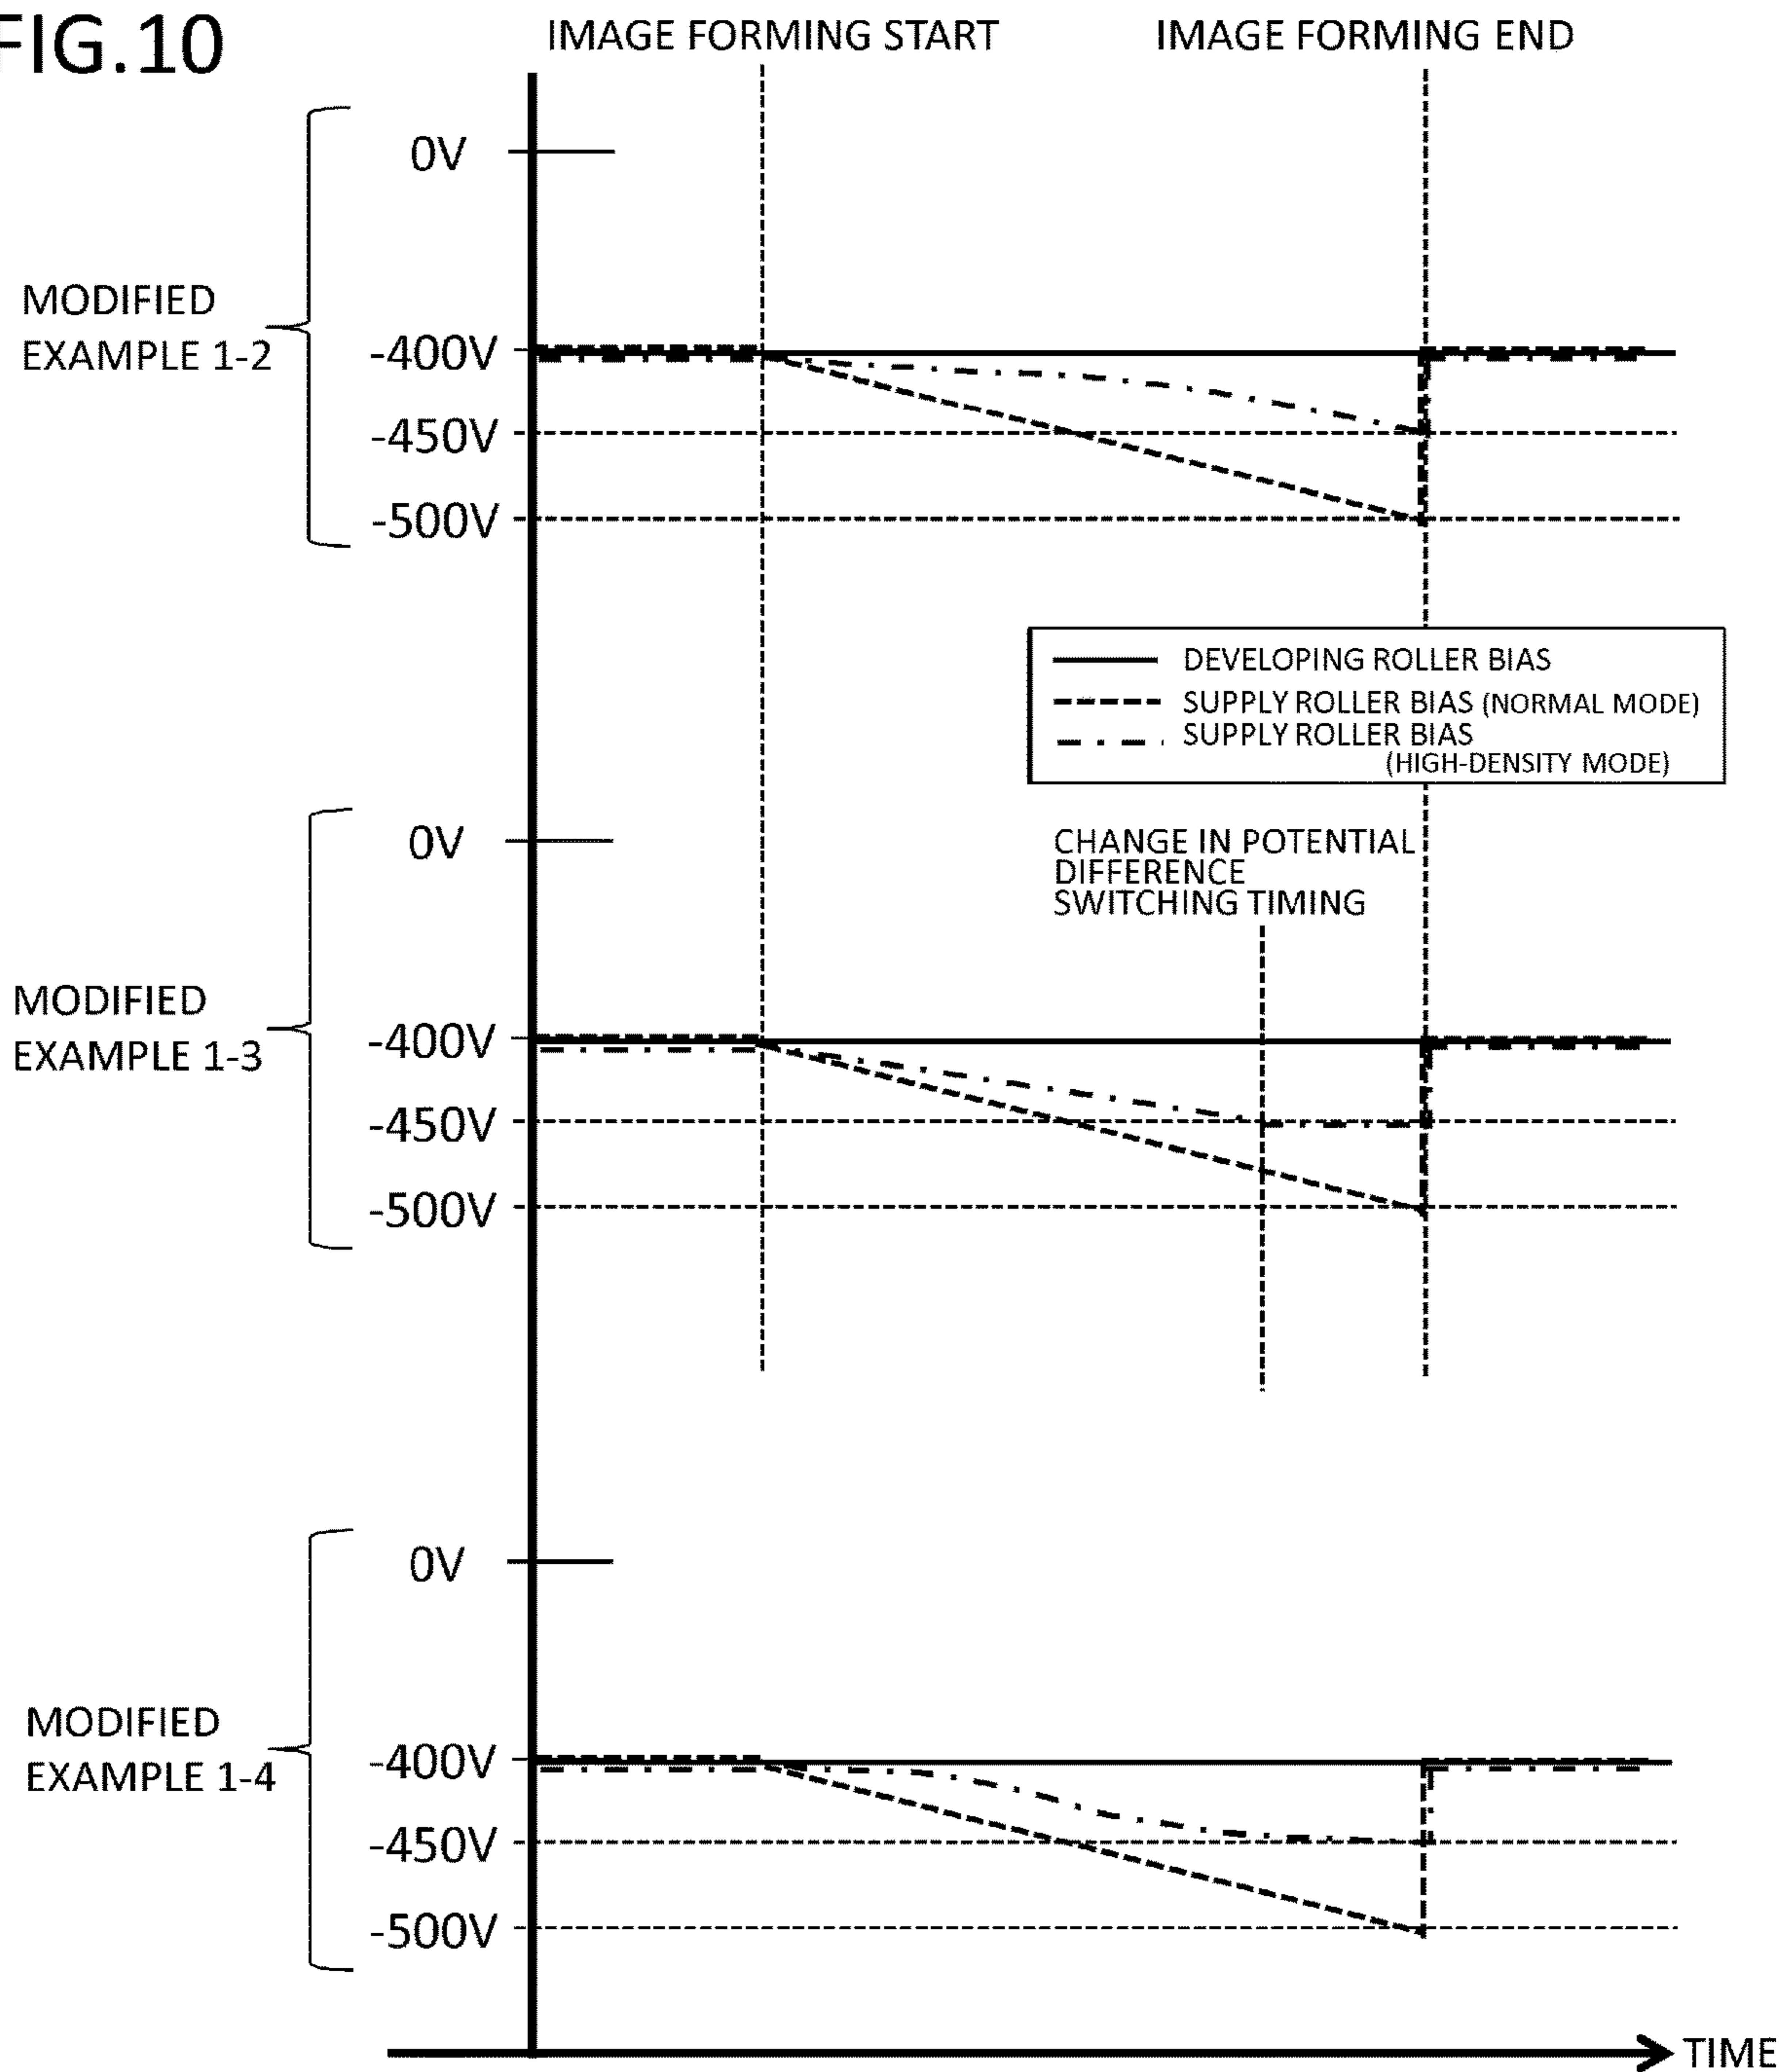 FIG.10
IMAGE FORMING START
IMAGE FORMING END
0V
MODIFIED
EXAMPLE 1-2
-400V
-450V
-500V
DEVELOPING ROLLER BIAS
SUPPLY ROLLER BIAS (NORMAL MODE)
SUPPLY ROLLER BIAS
(HIGH-DENSITY MODE)
0V
CHANGE IN POTENTIAL
DIFFERENCE
SWITCHING TIMING
MODIFIED
EXAMPLE 1-3
-400V
-450V
-500V
0V
MODIFIED
EXAMPLE 1-4
-400V
-450V
-500V
TIME